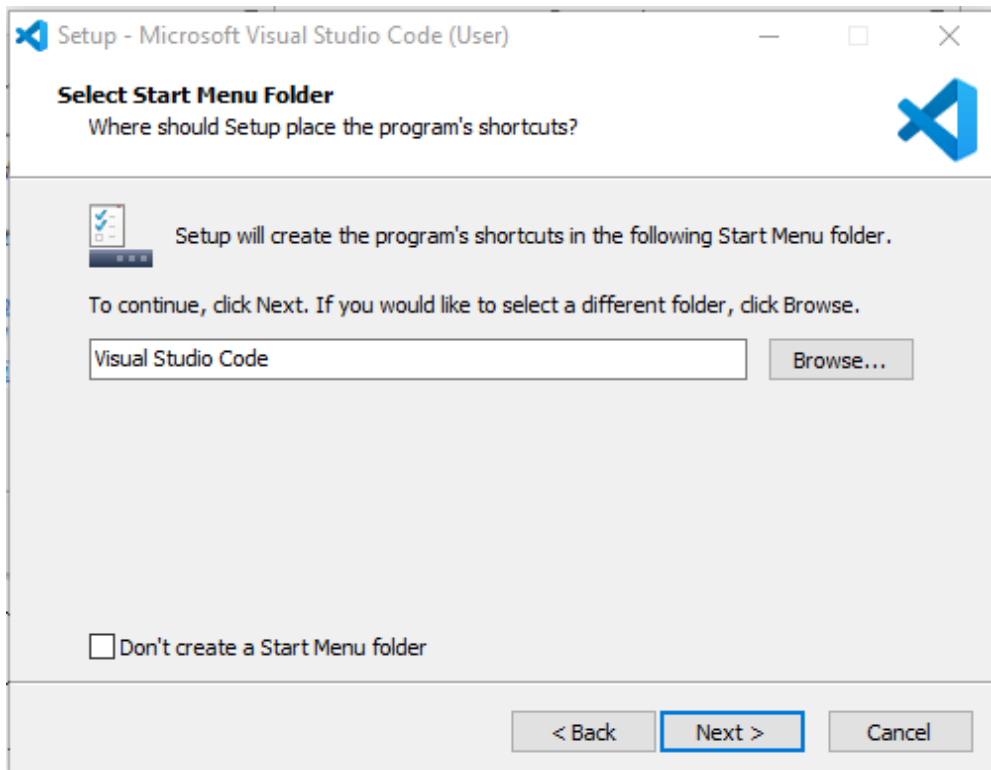 Setup - Microsoft Visual Studio Code (User)
Select Start Menu Folder
Where should Setup place the program's shortcuts?
Setup will create the program's shortcuts in the following Start Menu folder.
To continue, click Next. If you would like to select a different folder, click Browse.
Visual Studio Code
Browse...
Don't create a Start Menu folder
< Back
Next >
Cancel